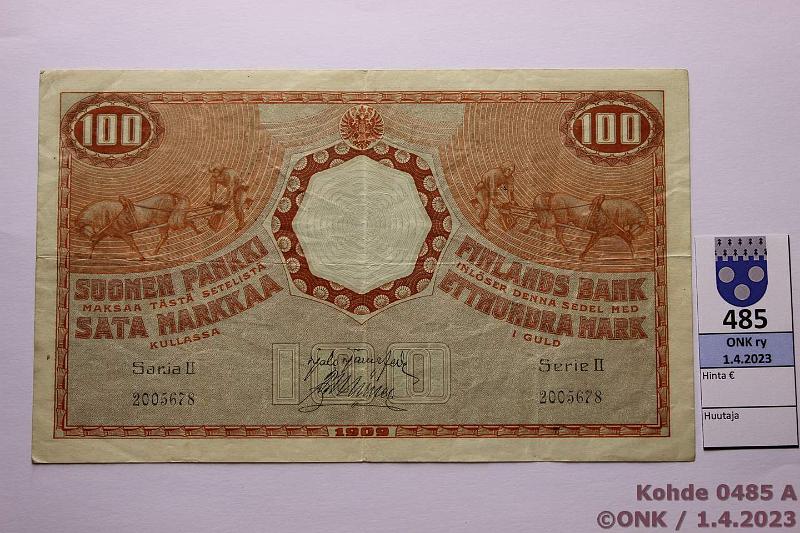 100
100
SUOMEN PANKKI
MAKSAA TÄSTÄ SETELISTÄ
SATA MARKKAA
KULLASSA
FINLANDS BANK
INLÖSER DENNA SEDEL MED
ETTHUNDRA MARK
I GULD
100
Sarja II
2005678
Serie II
2005678
1909
485
ONK ry
1.4.2023
Hinta €
Huutaja
Kohde 0485 A
©ONK / 1.4.2023